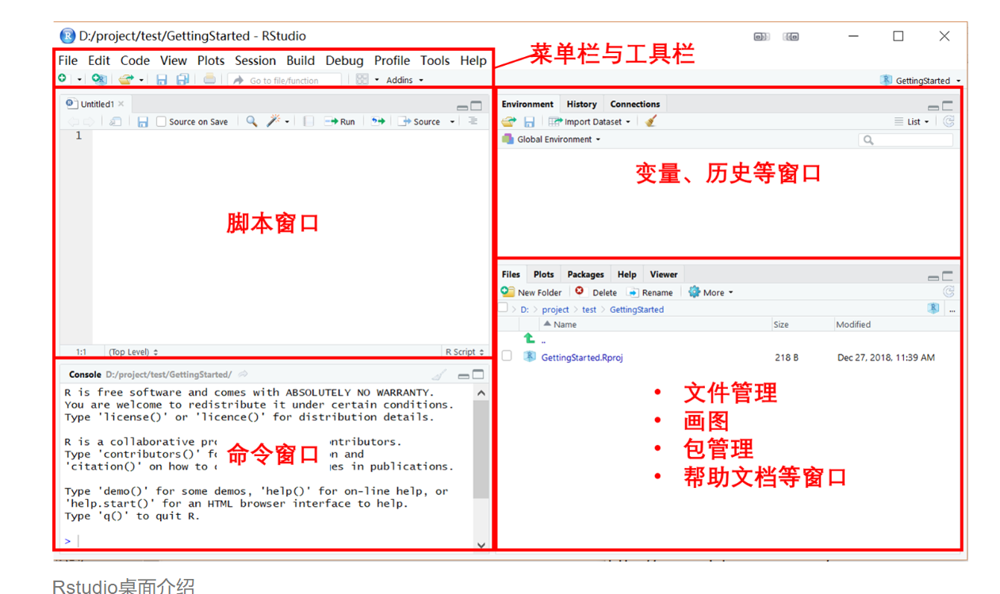 D:/project/test/GettingStarted - RStudio
File Edit Code View Plots Session Build Debug Profile Tools Help
菜单栏与工具栏
Go to file/function Addins
GettingStarted
Untitled1
Source on Save Run Source
1
脚本窗口
1:1 (Top Level) R Script
Environment History Connections
Import Dataset List
Global Environment
变量、历史等窗口
Console D:/project/test/GettingStarted/
R is free software and comes with ABSOLUTELY NO WARRANTY.
You are welcome to redistribute it under certain conditions.
Type 'license()' or 'licence()' for distribution details.
R is a collaborative ntributors.
Type 'contributors()' n and
'citation()' on how to es in publications.
命令窗口
Type 'demo()' for some demos, 'help()' for on-line help, or
'help.start()' for an HTML browser interface to help.
Type 'q()' to quit R.
>
Files Plots Packages Help Viewer
New Folder Delete Rename More
> D: > project > test > GettingStarted ...
Name Size Modified
..
GettingStarted.Rproj 218 B Dec 27, 2018, 11:39 AM
• 文件管理
• 画图
• 包管理
• 帮助文档等窗口
Rstudio桌面介绍